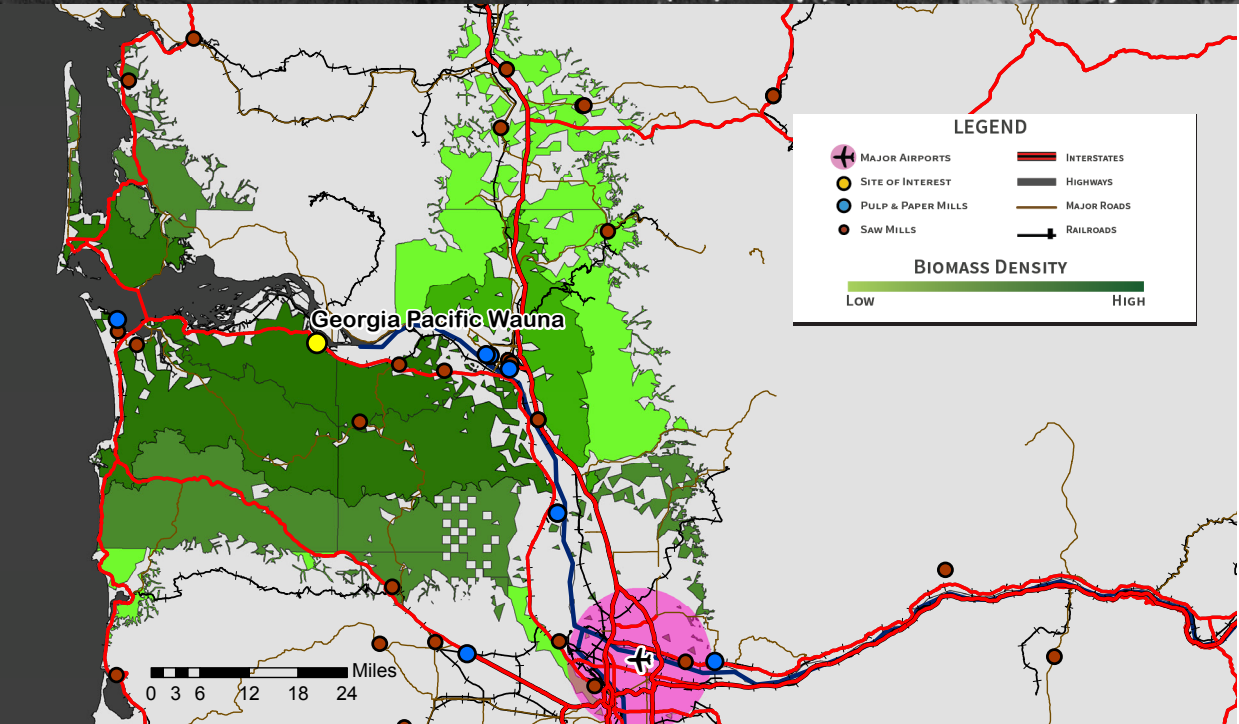 LEGEND
Major Airports
Interstates
Site of Interest
Highways
Pulp & Paper Mills
Major Roads
Saw Mills
Railroads
Biomass Density
Low High
Georgia Pacific Wauna
Miles
0 3 6 12 18 24